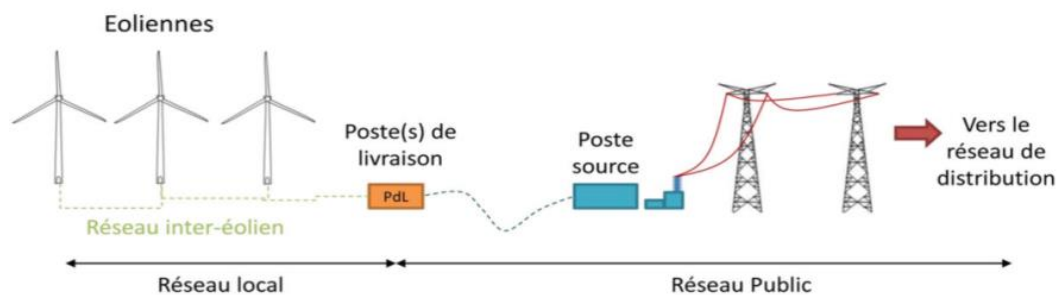 Eoliennes
Poste(s) de
livraison
PdL
Poste
source
Vers le
réseau de
distribution
Réseau inter-éolien
Réseau local
Réseau Public